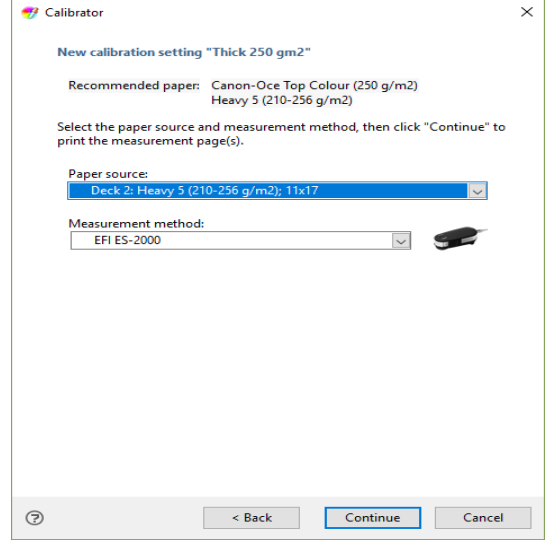 Calibrator
New calibration setting "Thick 250 gm2"
Recommended paper: Canon-Oce Top Colour (250 g/m2)
Heavy 5 (210-256 g/m2)
Select the paper source and measurement method, then click "Continue" to
print the measurement page(s).
Paper source:
Deck 2: Heavy 5 (210-256 g/m2); 11x17
Measurement method:
EFI ES-2000
? < Back Continue Cancel